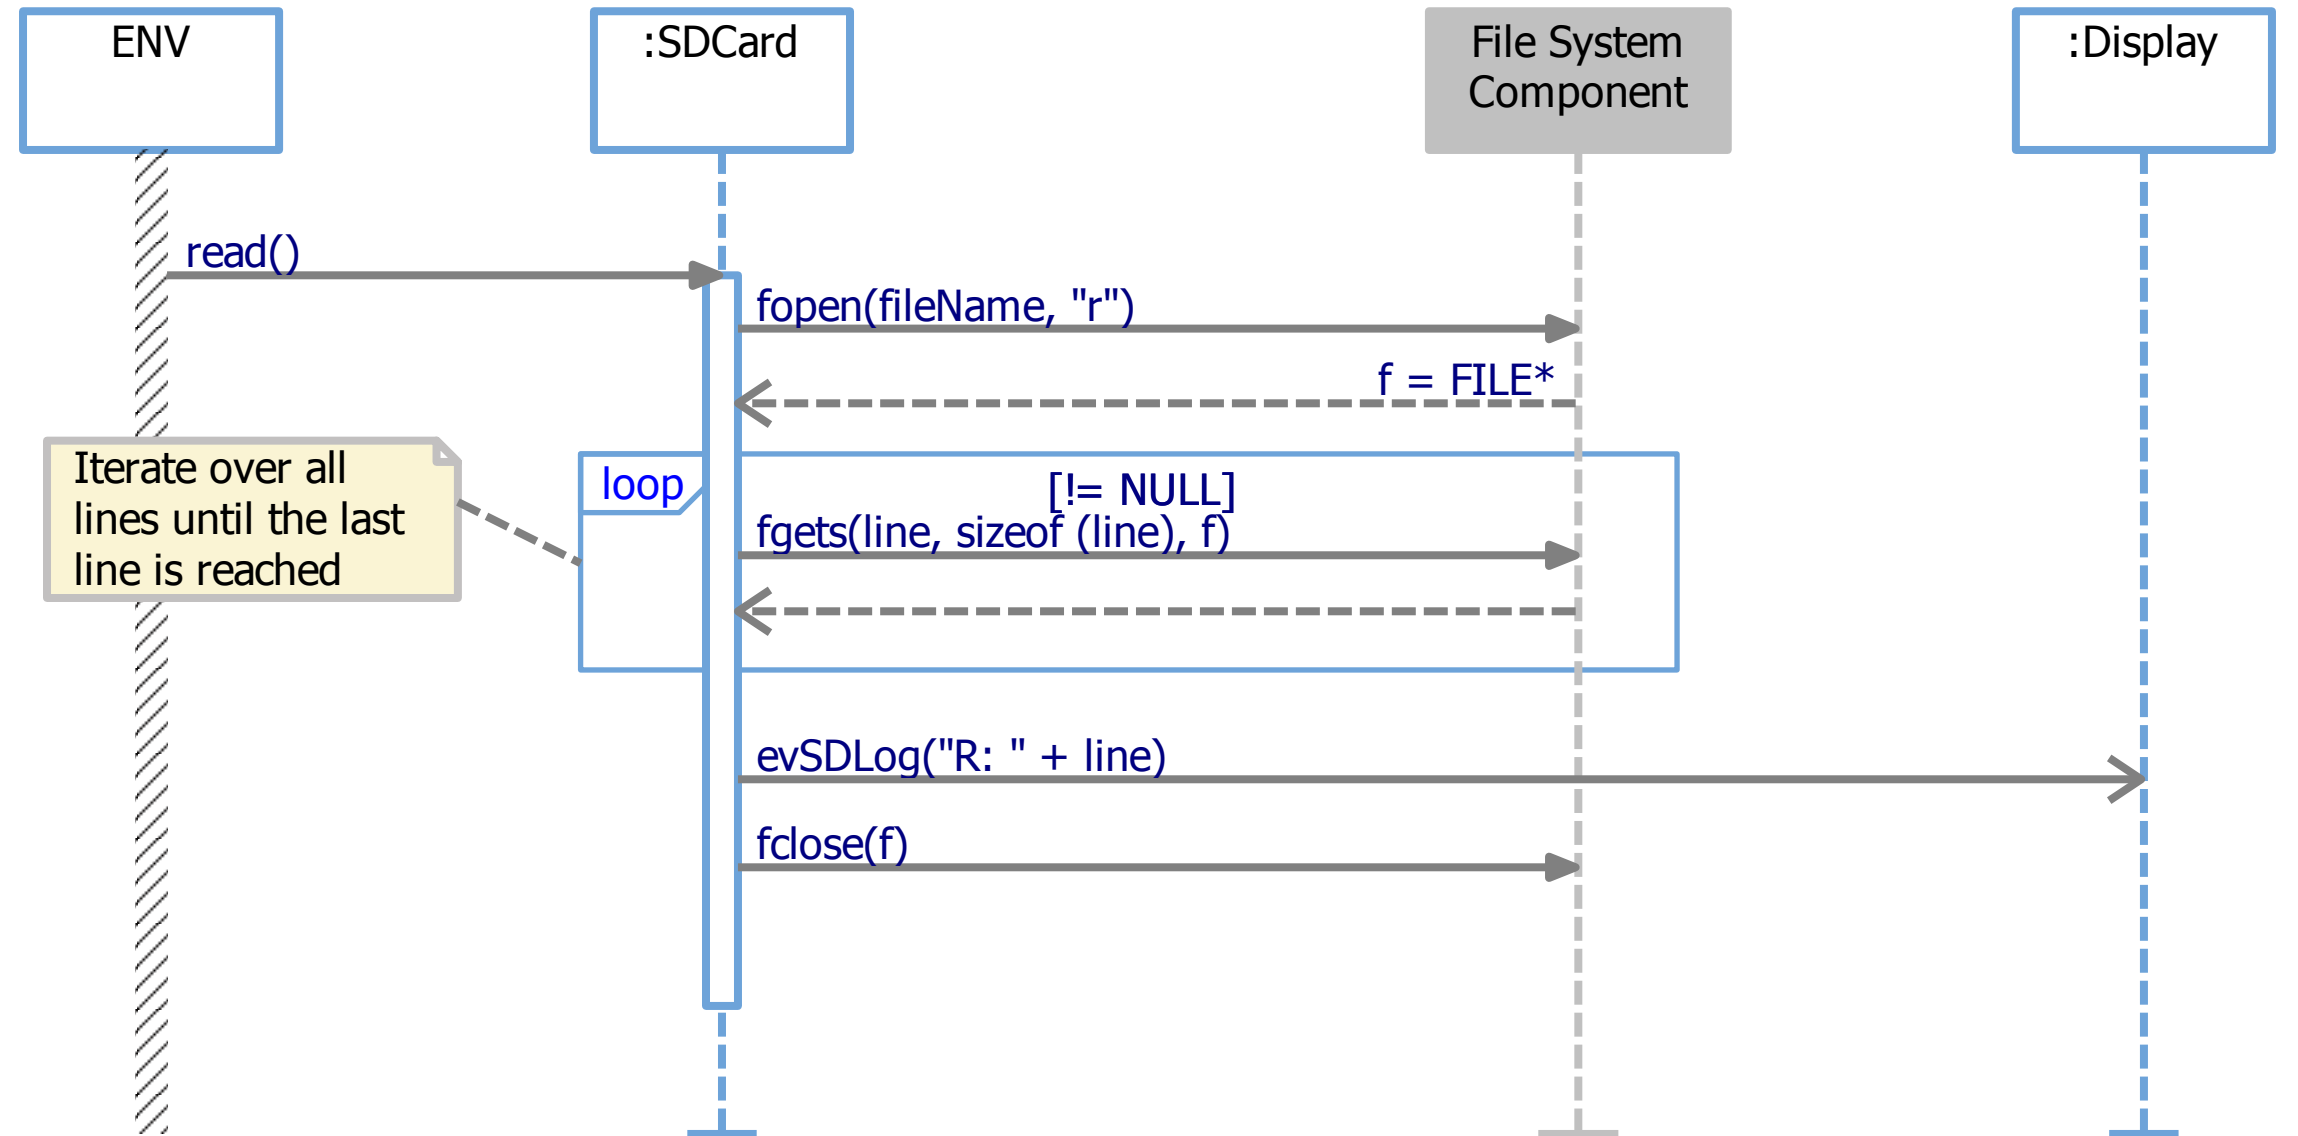 ENV
:SDCard
File System
Component
:Display
read()
fopen(fileName, "r")
f = FILE*
Iterate over all
lines until the last
line is reached
loop
[!= NULL]
fgets(line, sizeof (line), f)
evSDLog("R: " + line)
fclose(f)